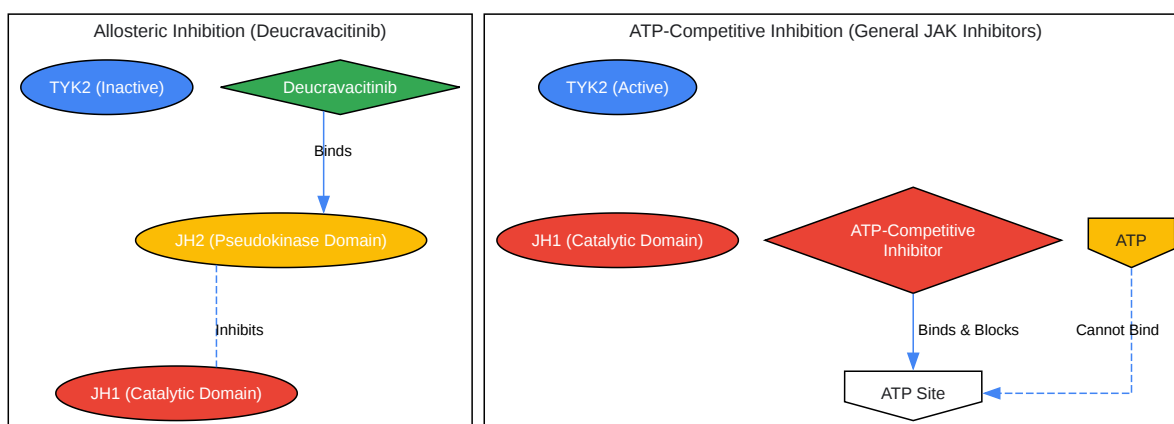 Allosteric Inhibition (Deucravacitinib)
TYK2 (Inactive)
Deucravacitinib
Binds
JH2 (Pseudokinase Domain)
Inhibits
JH1 (Catalytic Domain)
ATP-Competitive Inhibition (General JAK Inhibitors)
TYK2 (Active)
JH1 (Catalytic Domain)
ATP-Competitive
Inhibitor
ATP
Binds & Blocks
Cannot Bind
ATP Site